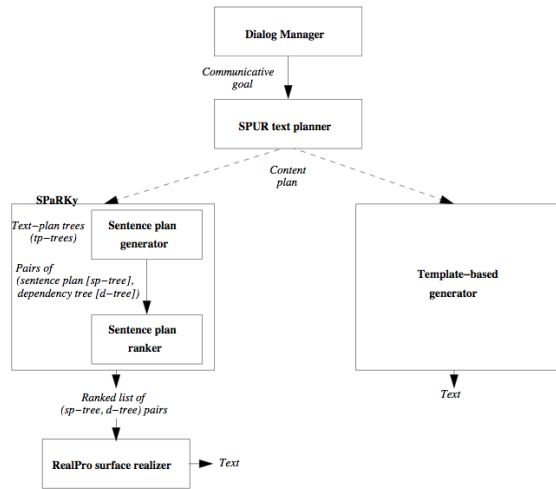 Dialog Manager
Communicative
goal
SPUR text planner
Content
plan
SPaRKy
Text−plan trees
(tp−trees)
Sentence plan
generator
Pairs of
(sentence plan [sp−tree],
dependency tree [d−tree])
Sentence plan
ranker
Template−based
generator
Ranked list of
(sp−tree, d−tree) pairs
Text
RealPro surface realizer
Text